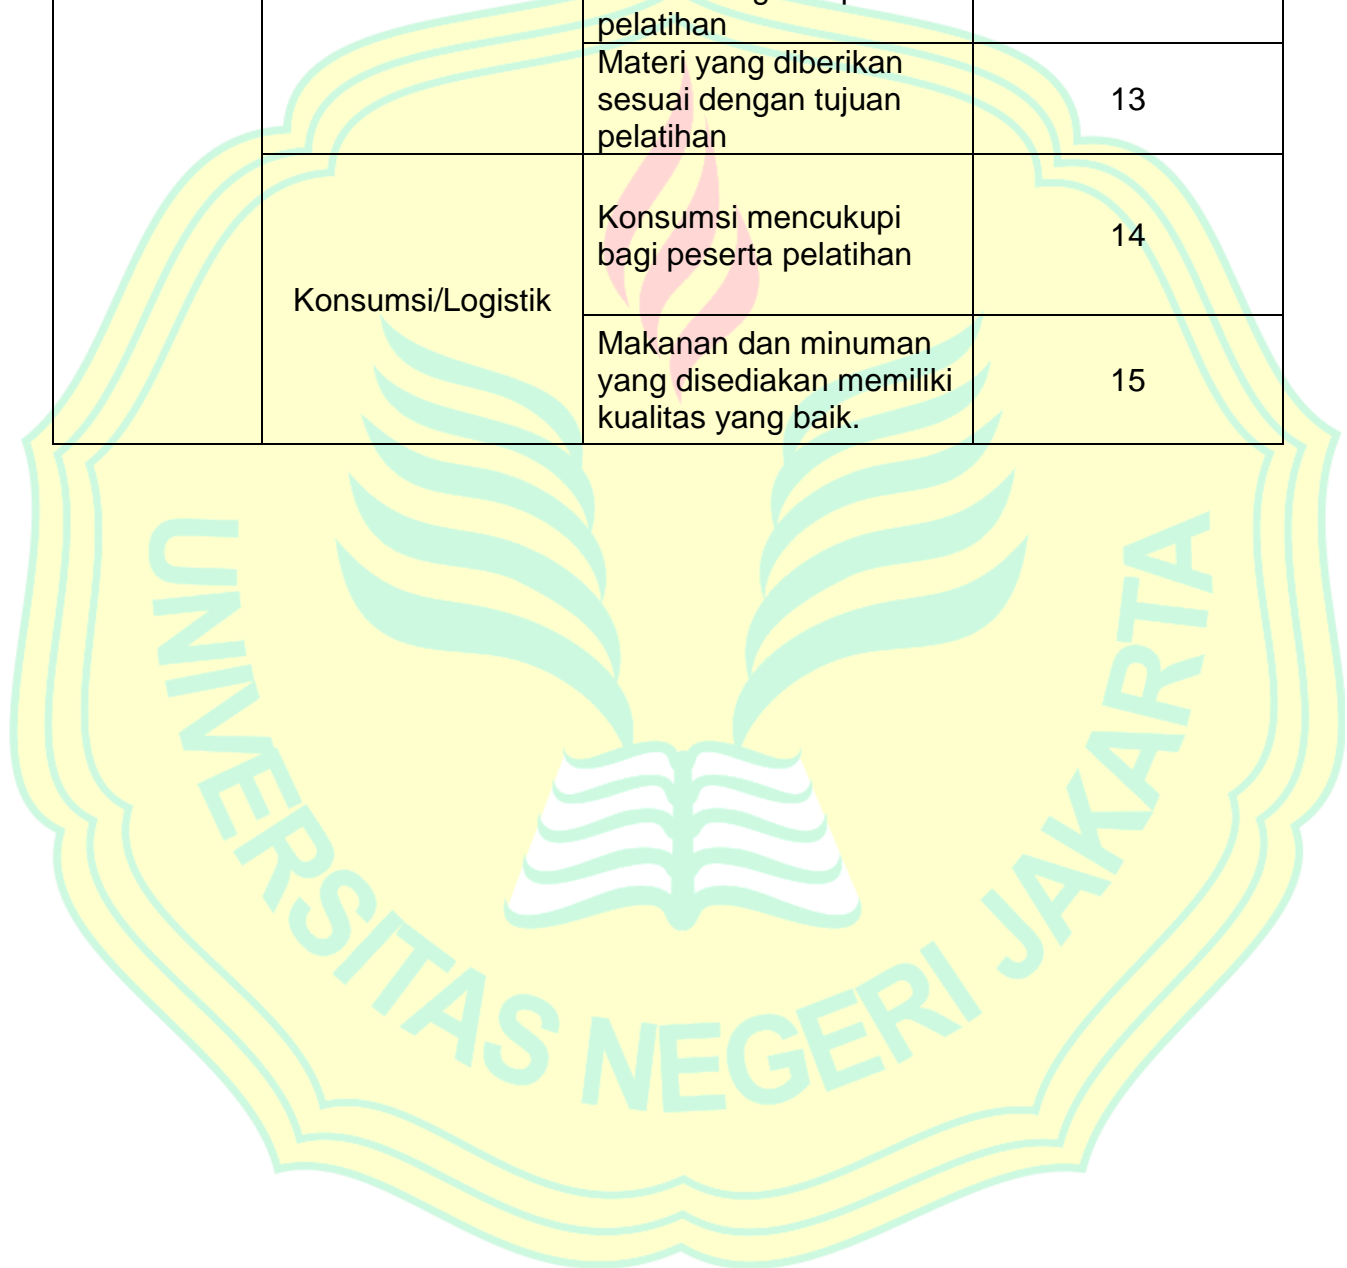 pelatihan
Materi yang diberikan
sesuai dengan tujuan
pelatihan
13
Konsumsi/Logistik
Konsumsi mencukupi
bagi peserta pelatihan
14
Makanan dan minuman
yang disediakan memiliki
kualitas yang baik.
15
UNIVERSITAS NEGERI JAKARTA